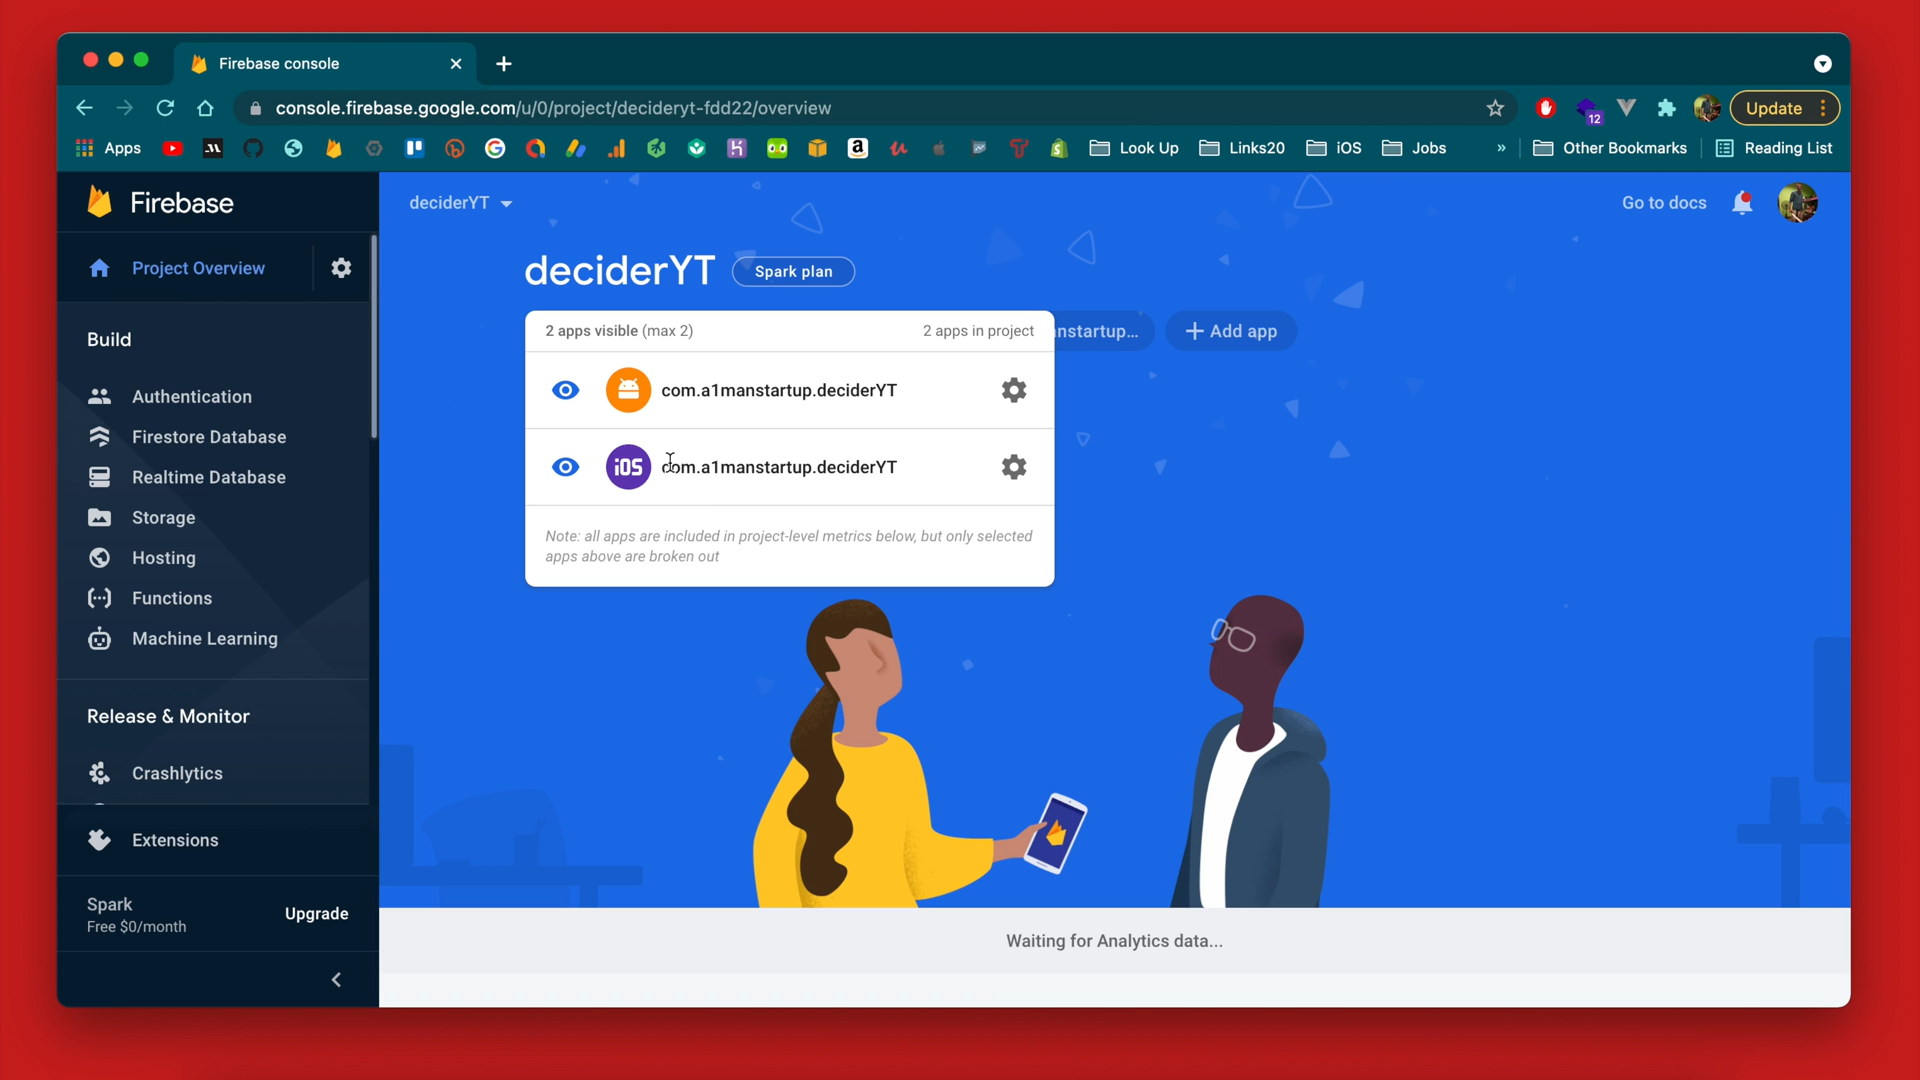 Firebase console
console.firebase.google.com/u/0/project/decideryt-fdd22/overview
12
Update
Apps
Look Up
Links20
iOS
Jobs
»
Other Bookmarks
Reading List
Firebase
deciderYT
Go to docs
Project Overview
deciderYT
Spark plan
Build
2 apps visible (max 2)
2 apps in project
nstartup...
+ Add app
Authentication
com.a1manstartup.deciderYT
Firestore Database
iOS
com.a1manstartup.deciderYT
Realtime Database
Storage
Note: all apps are included in project-level metrics below, but only selected
apps above are broken out
Hosting
Functions
Machine Learning
Release & Monitor
Crashlytics
Extensions
Spark
Free $0/month
Upgrade
Waiting for Analytics data...